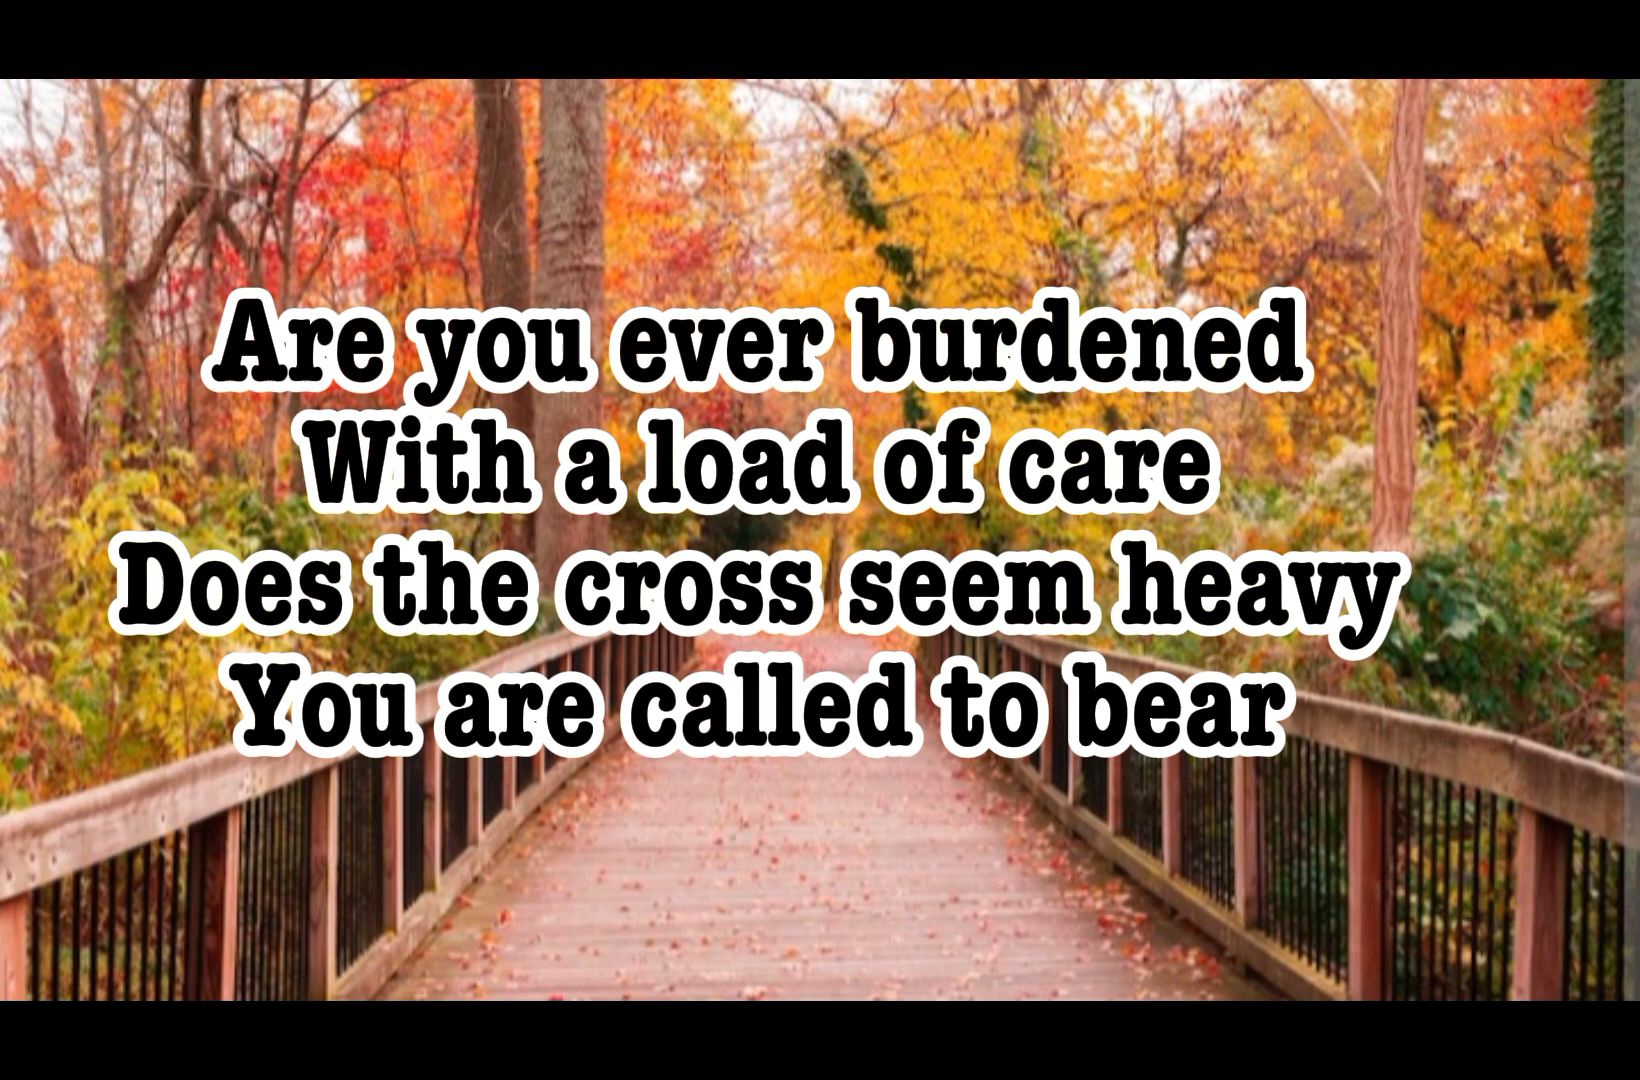 Are you ever burdened
With a load of care
Does the cross seem heavy
You are called to bear